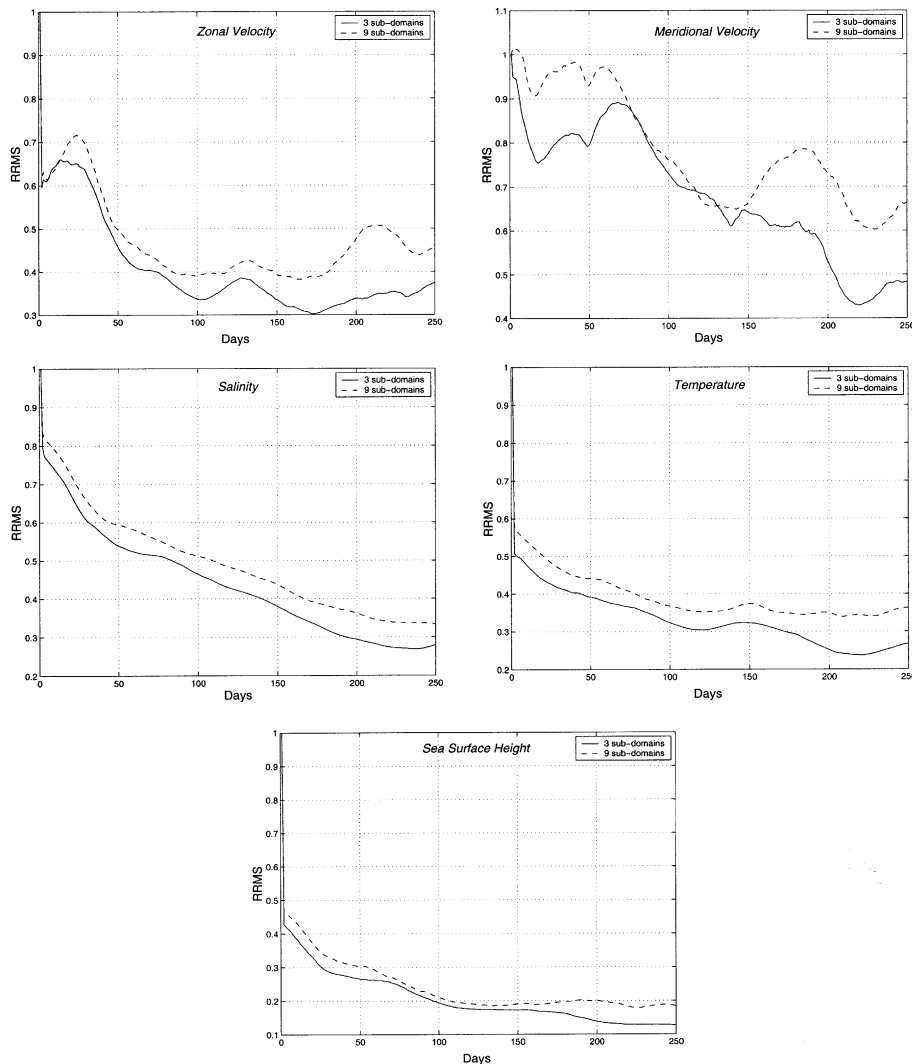 Zonal Velocity
3 sub-domains
9 sub-domains
1
0.9
0.8
0.7
0.6
0.5
0.4
0.3
RRMS
0
50
100
150
200
250
Days
Meridional Velocity
3 sub-domains
9 sub-domains
1.1
1
0.9
0.8
0.7
0.6
0.5
0.4
RRMS
0
50
100
150
200
250
Days
Salinity
3 sub-domains
9 sub-domains
1
0.9
0.8
0.7
0.6
0.5
0.4
0.3
0.2
RRMS
0
50
100
150
200
250
Days
Temperature
3 sub-domains
9 sub-domains
1
0.9
0.8
0.7
0.6
0.5
0.4
0.3
0.2
RRMS
0
50
100
150
200
250
Days
Sea Surface Height
3 sub-domains
9 sub-domains
1
0.9
0.8
0.7
0.6
0.5
0.4
0.3
0.2
0.1
RRMS
0
50
100
150
200
250
Days